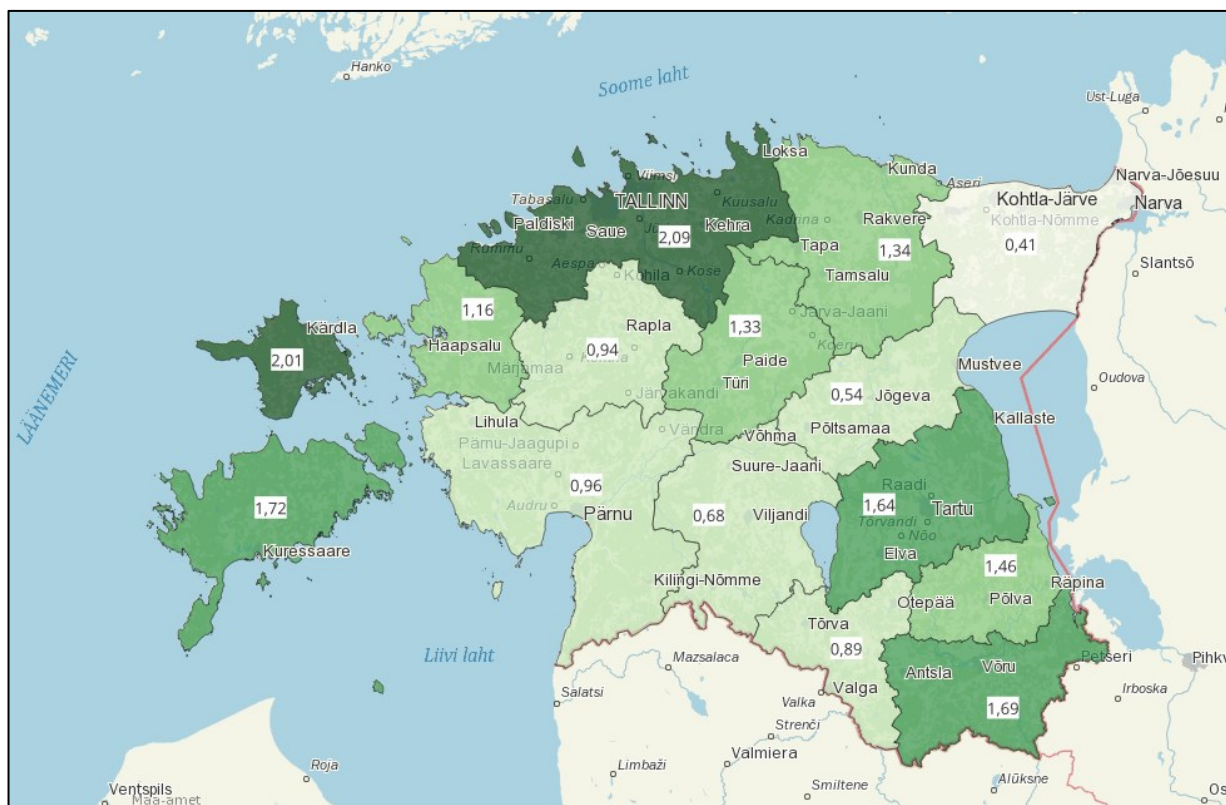 Hanko
Soome laht
Ust-Luga
Loksa
Kunda
Aseri
Narva-Jõesuu
Viimsi
Tabasalu
TALLINN
Kuusalu
Kohtla-Järve
Narva
Kohtla-Nõmme
Paldiski
Saue
Kehra
Kadrina
Rakvere
2,09
Tapa
1,34
0,41
Rummu
Aespa
Kohila
Kose
Tamsalu
Slantsõ
1,16
Kärdla
1,33
Järva-Jaani
Rapla
Koeru
2,01
Haapsalu
0,94
Märjamaa
Paide
Mustvee
LÄÄNEMERI
Türi
0,54
Jõgeva
Oudova
Järvakandi
Lihula
Vändra
Võhma
Põltsamaa
Kallaste
Pärnu-Jaagupi
Lavassaare
Suure-Jaani
0,96
Raadi
1,72
Audru
Pärnu
0,68
Viljandi
1,64
Tartu
Tõrvandi
Nõo
Kuressaare
Elva
1,46
Kilingi-Nõmme
Räpina
Otepää
Põlva
Tõrva
Liivi laht
0,89
Mazsalaca
Antsla
Võru
Petseri
Pihkv
Valga
Salatsi
Valka
1,69
Irboska
Strenči
Valmiera
Roja
Limbaži
Smiltene
Alūksne
Ventspils
Maa-amet
Os